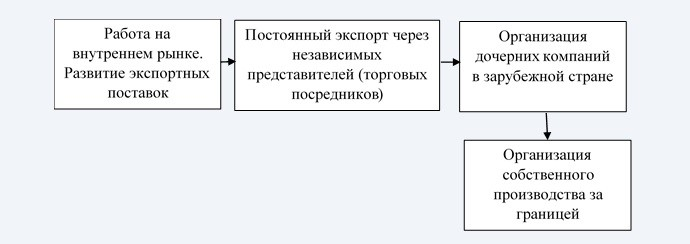 Работа на
внутреннем рынке.
Развитие экспортных
поставок
Постоянный экспорт через
независимых
представителей (торговых
посредников)
Организация
дочерних компаний
в зарубежной стране
Организация
собственного
производства за
границей